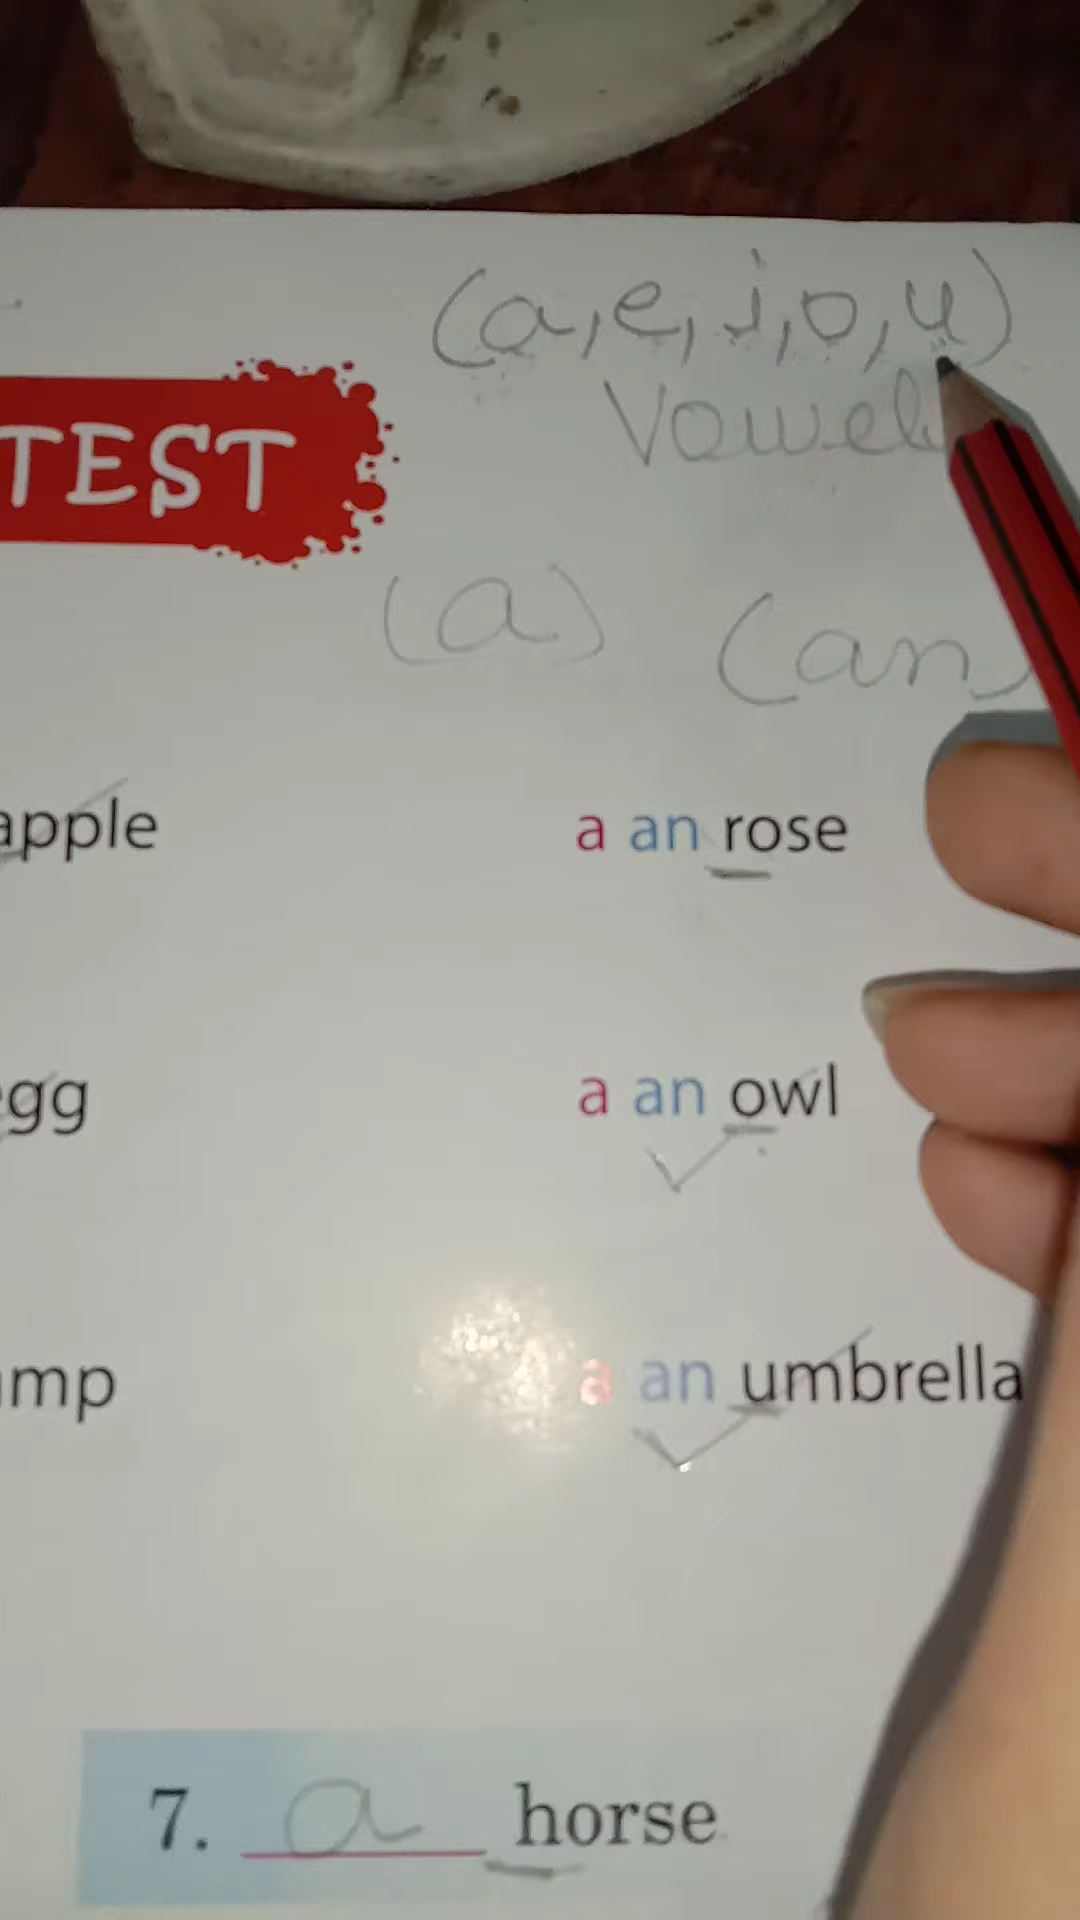 (a, e, i, o, u)
Vowel
TEST
(a) (an)
apple a an rose
egg a an owl
mp a an umbrella
7. a horse